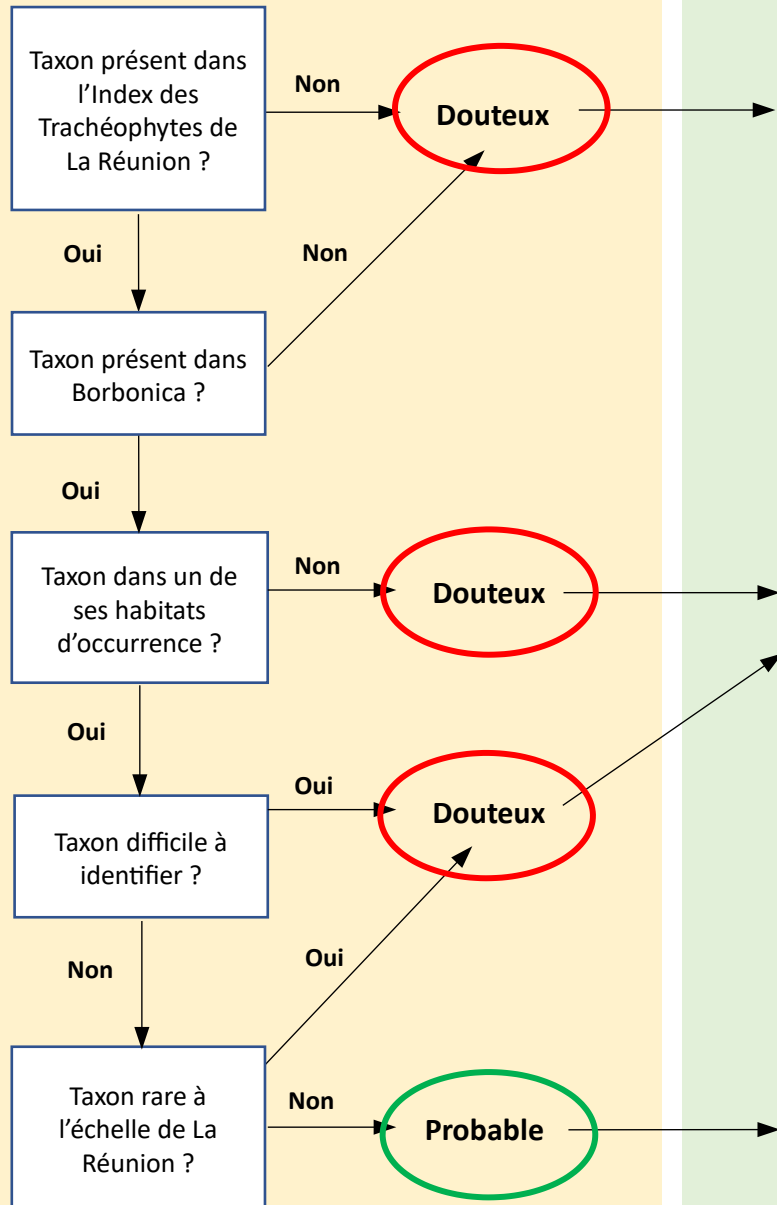 Taxon présent dans
l'Index des
Trachéophytes de
La Réunion ?
Non
Douteux
Oui
Non
Taxon présent dans
Borbonica ?
Oui
Taxon dans un de
ses habitats
d'occurrence ?
Non
Douteux
Oui
Taxon difficile à
identifier ?
Oui
Douteux
Non
Oui
Taxon rare à
l'échelle de La
Réunion ?
Non
Probable